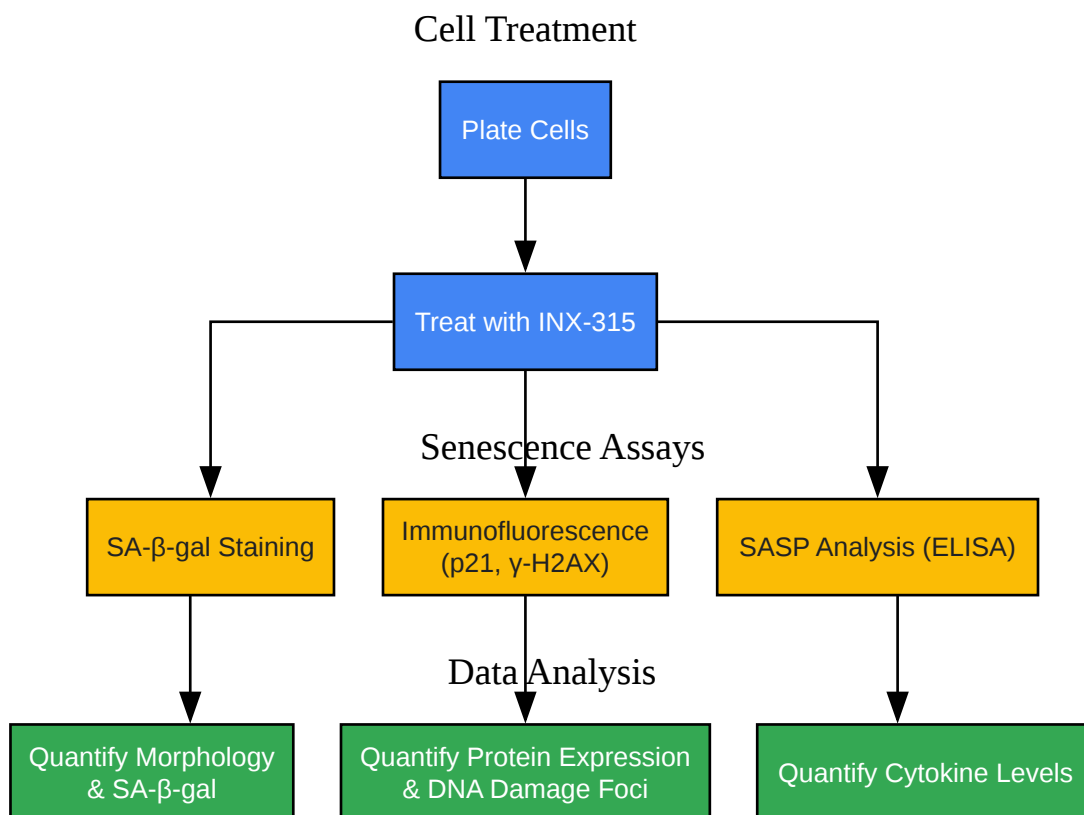 Cell Treatment
Plate Cells
Treat with INX-315
Senescence Assays
SA-β-gal Staining
Immunofluorescence
(p21, γ-H2AX)
SASP Analysis (ELISA)
Data Analysis
Quantify Morphology
& SA-β-gal
Quantify Protein Expression
& DNA Damage Foci
Quantify Cytokine Levels